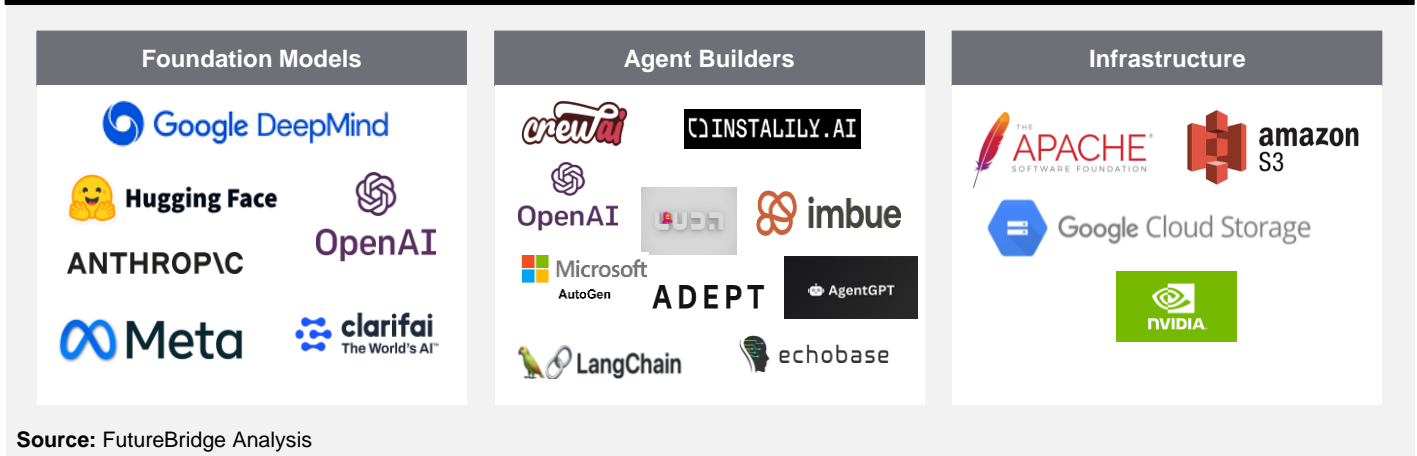 Foundation Models
Google DeepMind
Hugging Face
OpenAI
ANTHROP\C
Meta
clarifai
The World's AI™
Agent Builders
crewai
INSTALILY.AI
OpenAI
imbue
Microsoft
AutoGen
ADEPT
AgentGPT
LangChain
echobase
Infrastructure
THE
APACHE®
SOFTWARE FOUNDATION
amazon
S3
Google Cloud Storage
NVIDIA.
Source: FutureBridge Analysis